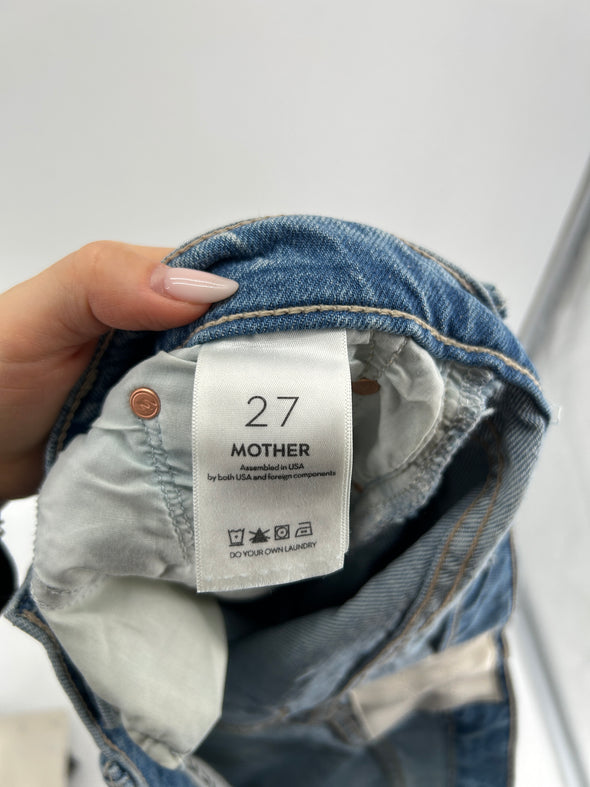 27
MOTHER
Assembled in USA
by both USA and foreign components
DO YOUR OWN LAUNDRY